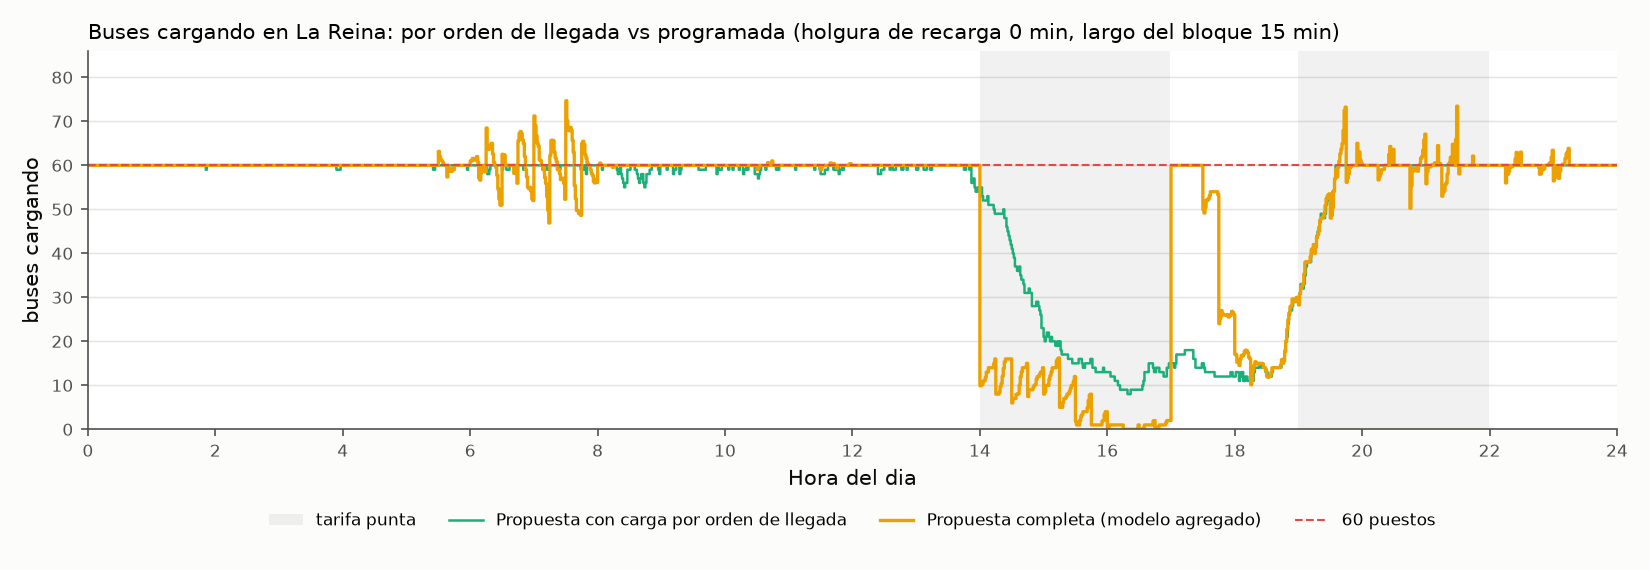 Buses cargando en La Reina: por orden de llegada vs programada (holgura de recarga 0 min, largo del bloque 15 min)
buses cargando
80
70
60
50
40
30
20
10
0
0 2 4 6 8 10 12 14 16 18 20 22 24
Hora del dia
tarifa punta Propuesta con carga por orden de llegada Propuesta completa (modelo agregado) 60 puestos